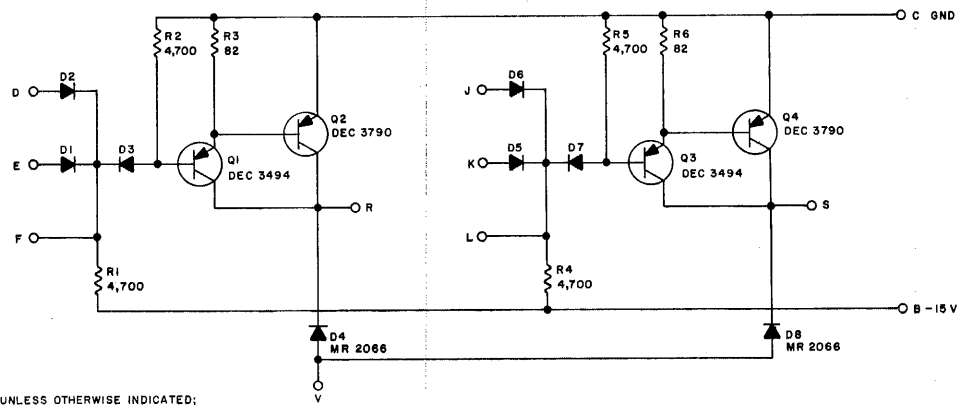 C GND
R2
4,700
R3
82
R5
4,700
R6
82
D2
D
Q2
DEC 3790
D6
J
Q4
DEC 3790
D1
E
D3
Q1
DEC 3494
D5
K
D7
Q3
DEC 3494
R
S
F
L
R1
4,700
R4
4,700
B -15V
D4
MR 2066
D8
MR 2066
V
UNLESS OTHERWISE INDICATED;